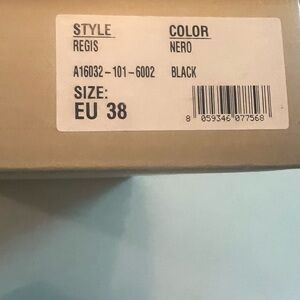 STYLE COLOR
REGIS NERO
A16032-101-6002 BLACK
SIZE:
EU 38
8 059346 077568